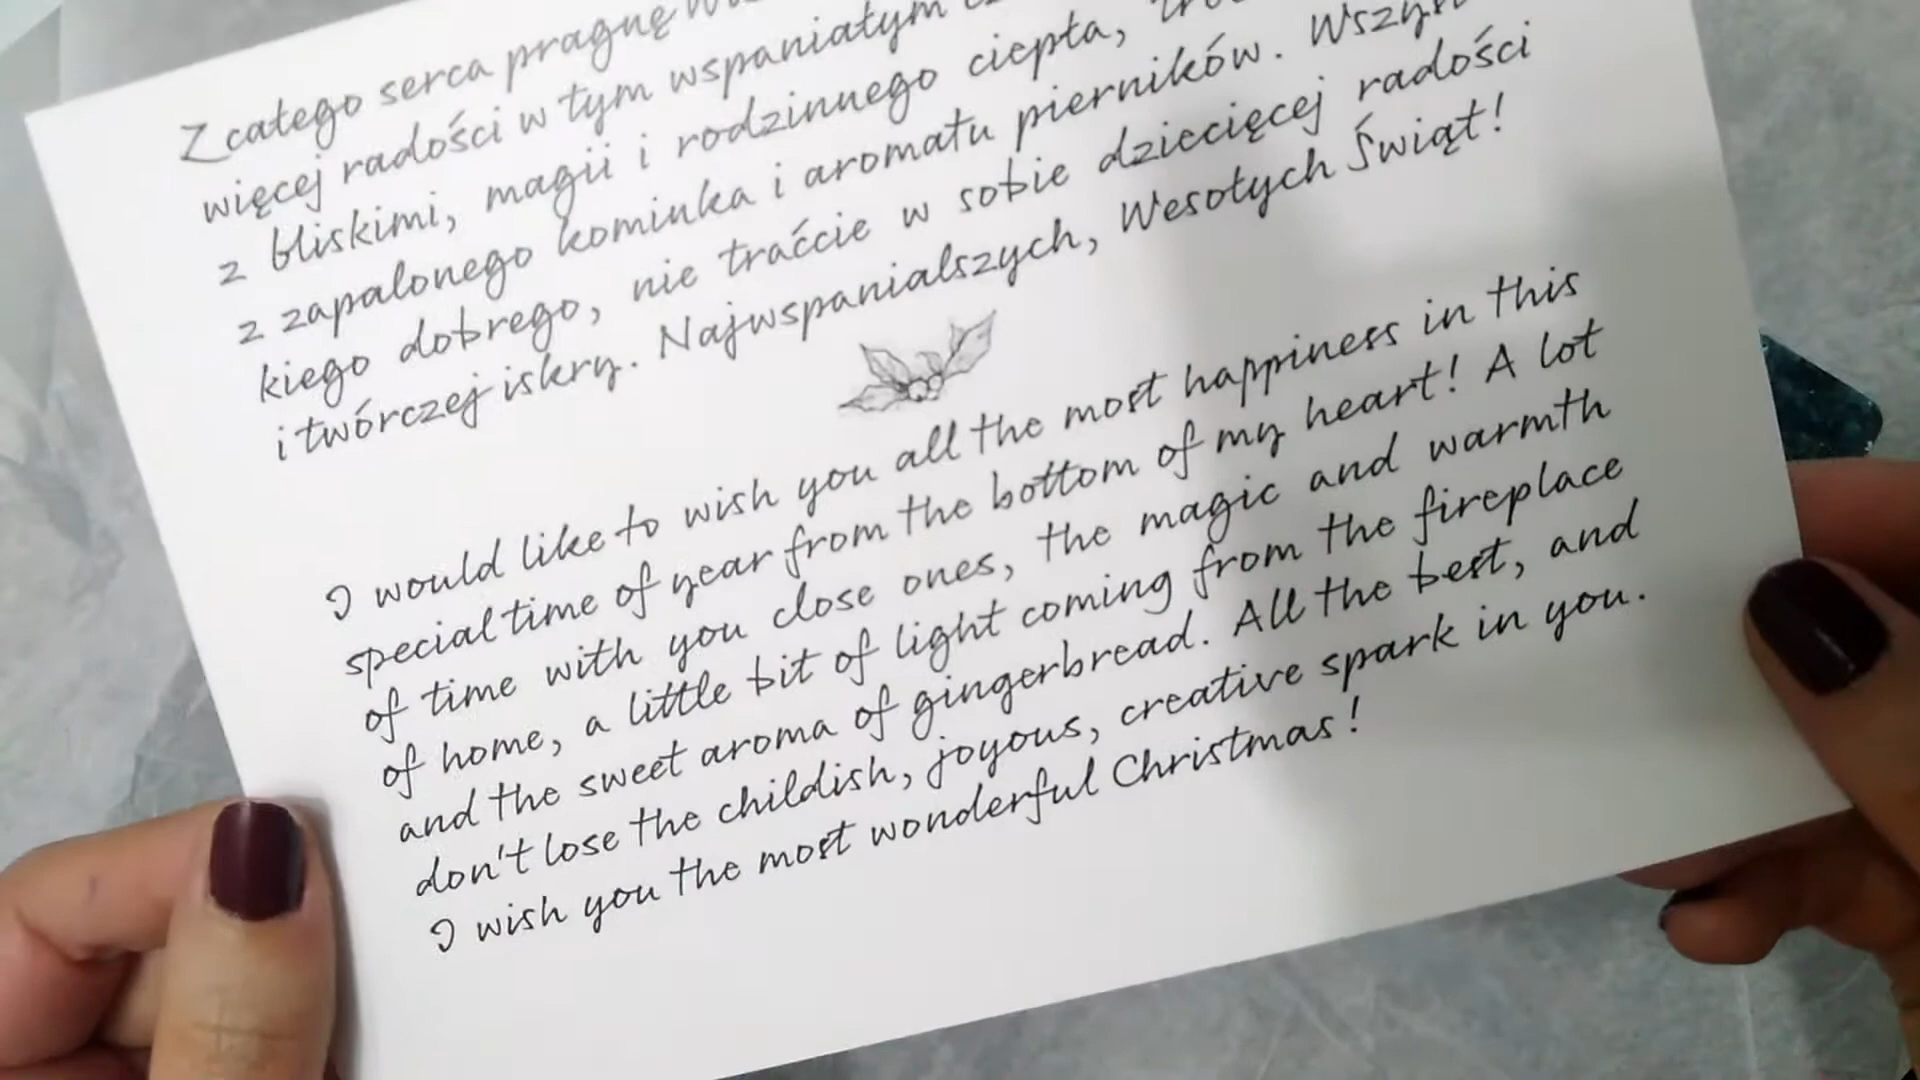 Z całego serca pragnę
więcej radości w tym wspaniałym
z bliskimi, magii i rodzinnego ciepła,
z zapalonego kominka i aromatu pierników.
kiego dobrego, nie traćcie w sobie dziecięcej radości
i twórczej iskry. Najwspanialszych, Wesołych Świąt!
I would like to wish you all the most happiness in this
special time of year from the bottom of my heart! A lot
of time with you close ones, the magic and warmth
of home, a little bit of light coming from the fireplace
and the sweet aroma of gingerbread. All the best, and
don't lose the childish, joyous, creative spark in you.
I wish you the most wonderful Christmas!